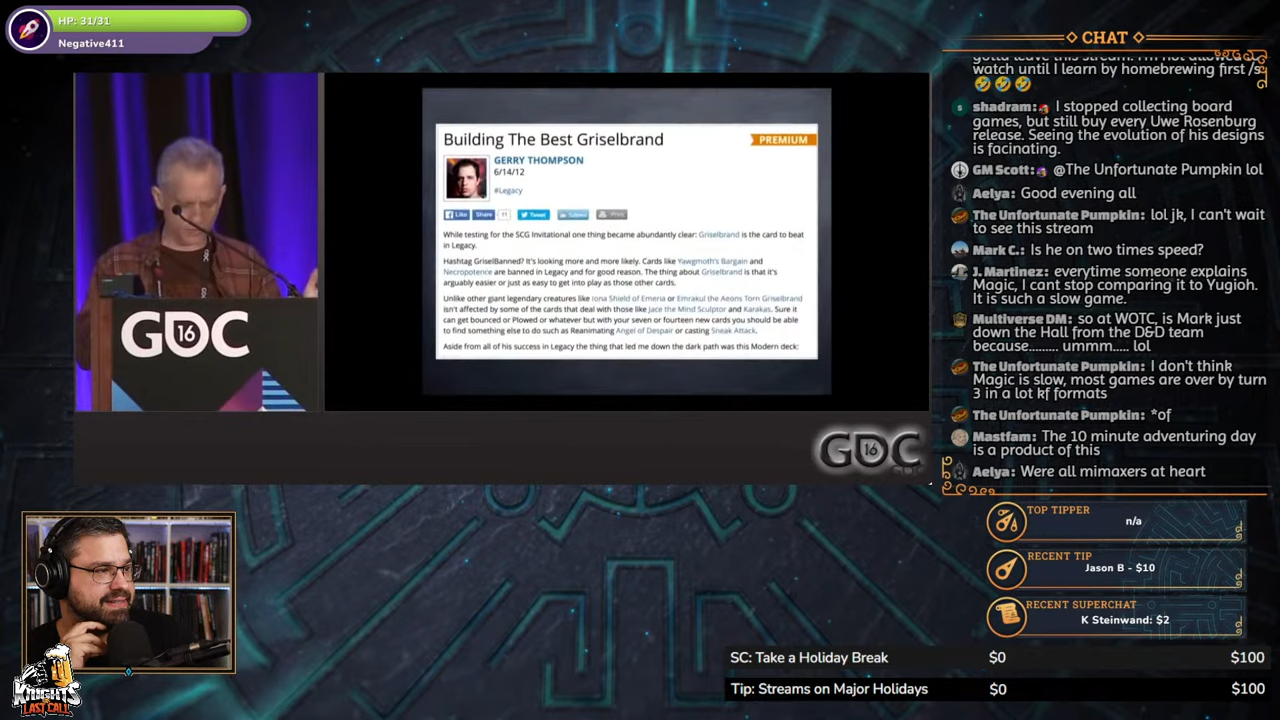 HP: 31/31
Negative411
GDC
16
Building The Best Griselbrand
PREMIUM
GERRY THOMPSON
6/14/12
#Legacy
Like
Share
11
Tweet
Submit
Print
While testing for the SCG Invitational one thing became abundantly clear: Griselbrand is the card to beat
in Legacy.
Hashtag GriselBanned? It's looking more and more likely. Cards like Yawgmoth's Bargain and
Necropotence are banned in Legacy and for good reason. The thing about Griselbrand is that it's
arguably easier or just as easy to get into play as those other cards.
Unlike other giant legendary creatures like Iona Shield of Emeria or Emrakul the Aeons Torn Griselbrand
isn't affected by some of the cards that deal with those like Jace the Mind Sculptor and Karakas. Sure it
can get bounced or Plowed or whatever but with your seven or fourteen new cards you should be able
to find something else to do such as Reanimating Angel of Despair or casting Sneak Attack.
Aside from all of his success in Legacy the thing that led me down the dark path was this Modern deck:
GDC
16
CHAT
watch until I learn by homebrewing first /s
shadram: I stopped collecting board
games, but still buy every Uwe Rosenburg
release. Seeing the evolution of his designs
is facinating.
GM Scott: @The Unfortunate Pumpkin lol
Aelya: Good evening all
The Unfortunate Pumpkin: lol jk, I can't wait
to see this stream
Mark C.: Is he on two times speed?
J. Martinez: everytime someone explains
Magic, I cant stop comparing it to Yugioh.
It is such a slow game.
Multiverse DM: so at WOTC, is Mark just
down the Hall from the D&D team
because......... ummm..... lol
The Unfortunate Pumpkin: I don't think
Magic is slow, most games are over by turn
3 in a lot kf formats
The Unfortunate Pumpkin: *of
Mastfam: The 10 minute adventuring day
is a product of this
Aelya: Were all mimaxers at heart
TOP TIPPER
n/a
RECENT TIP
Jason B - $10
RECENT SUPERCHAT
K Steinwand: $2
SC: Take a Holiday Break $0 $100
Tip: Streams on Major Holidays $0 $100
KNIGHTS
LAST CALL